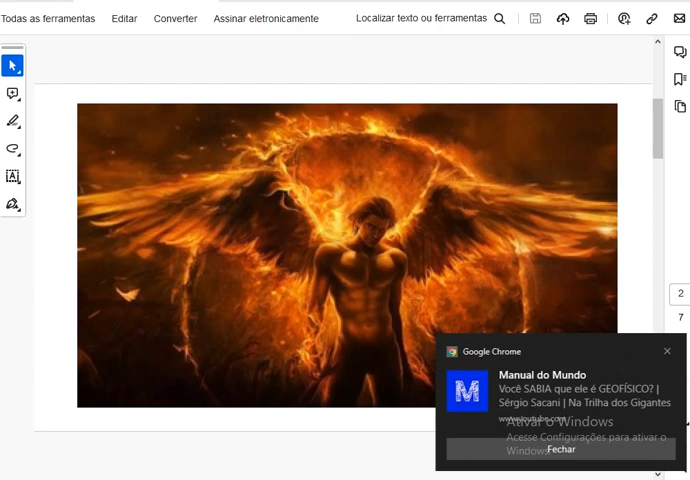 Todas as ferramentas Editar Converter Assinar eletronicamente Localizar texto ou ferramentas
2
7
Google Chrome
Manual do Mundo
Você SABIA que ele é GEOFÍSICO? |
Sérgio Sacani | Na Trilha dos Gigantes
www.youtube.com
Ativar o Windows
Acesse Configurações para ativar o
Windows.
Fechar